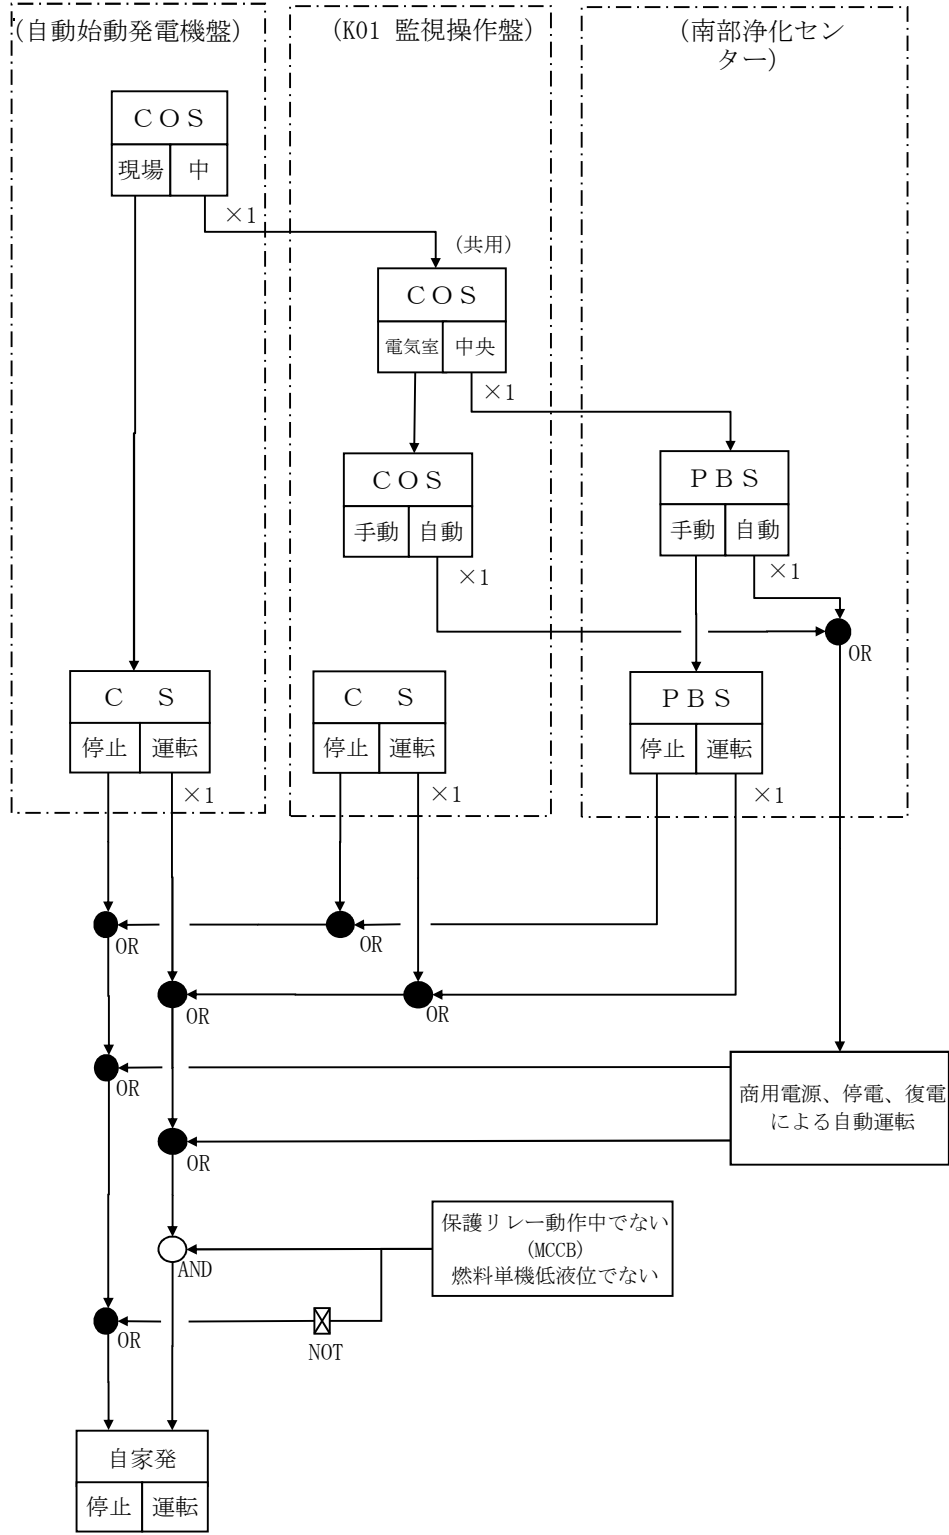 (自動始動発電機盤)
(K01 監視操作盤)
(南部浄化セン
ター)
ＣＯＳ
現場 中
×1
(共用)
ＣＯＳ
電気室 中央
×1
ＣＯＳ
手動 自動
×1
ＰＢＳ
手動 自動
×1
OR
Ｃ Ｓ
停止 運転
×1
Ｃ Ｓ
停止 運転
×1
ＰＢＳ
停止 運転
×1
OR
OR
OR
OR
OR
商用電源、停電、復電
による自動運転
OR
保護リレー動作中でない
(MCCB)
燃料単機低液位でない
AND
OR
NOT
自家発
停止 運転